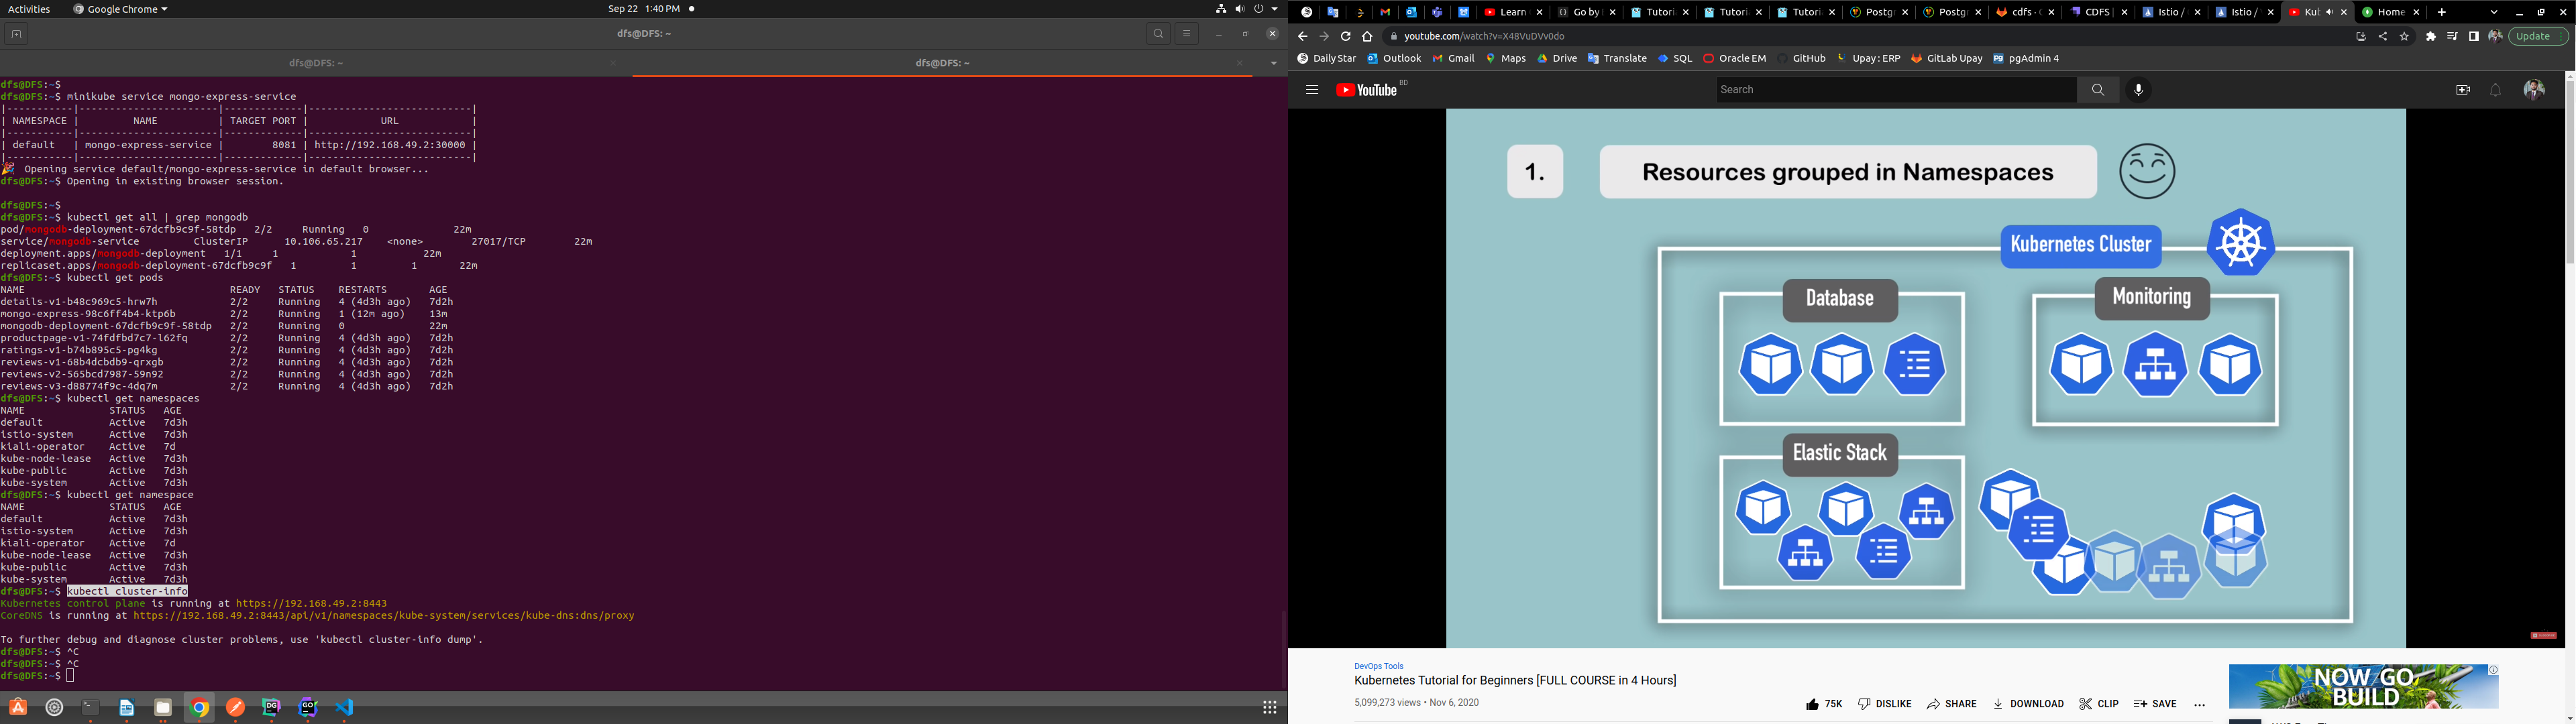 Activities Google Chrome Sep 22 1:40 PM
dfs@DFS: ~
dfs@DFS: ~ dfs@DFS: ~
dfs@DFS:~$
dfs@DFS:~$ minikube service mongo-express-service
|-----------|-----------------------|-------------|---------------------------|
| NAMESPACE | NAME | TARGET PORT | URL |
|-----------|-----------------------|-------------|---------------------------|
| default | mongo-express-service | 8081 | http://192.168.49.2:30000 |
|-----------|-----------------------|-------------|---------------------------|
🎉 Opening service default/mongo-express-service in default browser...
dfs@DFS:~$ Opening in existing browser session.
dfs@DFS:~$
dfs@DFS:~$ kubectl get all | grep mongodb
pod/mongodb-deployment-67dcfb9c9f-58tdp 2/2 Running 0 22m
service/mongodb-service ClusterIP 10.106.65.217 <none> 27017/TCP 22m
deployment.apps/mongodb-deployment 1/1 1 1 22m
replicaset.apps/mongodb-deployment-67dcfb9c9f 1 1 1 22m
dfs@DFS:~$ kubectl get pods
NAME READY STATUS RESTARTS AGE
details-v1-b48c969c5-hrw7h 2/2 Running 4 (4d3h ago) 7d2h
mongo-express-98c6ff4b4-ktp6b 2/2 Running 1 (12m ago) 13m
mongodb-deployment-67dcfb9c9f-58tdp 2/2 Running 0 22m
productpage-v1-74fdfbd7c7-l62fq 2/2 Running 4 (4d3h ago) 7d2h
ratings-v1-b74b895c5-pg4kg 2/2 Running 4 (4d3h ago) 7d2h
reviews-v1-68b4dcbdb9-qrxgb 2/2 Running 4 (4d3h ago) 7d2h
reviews-v2-565bcd7987-59n92 2/2 Running 4 (4d3h ago) 7d2h
reviews-v3-d88774f9c-4dq7m 2/2 Running 4 (4d3h ago) 7d2h
dfs@DFS:~$ kubectl get namespaces
NAME STATUS AGE
default Active 7d3h
istio-system Active 7d3h
kiali-operator Active 7d
kube-node-lease Active 7d3h
kube-public Active 7d3h
kube-system Active 7d3h
dfs@DFS:~$ kubectl get namespace
NAME STATUS AGE
default Active 7d3h
istio-system Active 7d3h
kiali-operator Active 7d
kube-node-lease Active 7d3h
kube-public Active 7d3h
kube-system Active 7d3h
dfs@DFS:~$ kubectl cluster-info
Kubernetes control plane is running at https://192.168.49.2:8443
CoreDNS is running at https://192.168.49.2:8443/api/v1/namespaces/kube-system/services/kube-dns:dns/proxy
To further debug and diagnose cluster problems, use 'kubectl cluster-info dump'.
dfs@DFS:~$ ^C
dfs@DFS:~$ ^C
dfs@DFS:~$
DG GO
Learn Go by Tutori Tutori Tutori Postgr Postgr cdfs CDFS Istio / Istio / Kub Home
youtube.com/watch?v=X48VuDVv0do Update
Daily Star Outlook Gmail Maps Drive Translate SQL Oracle EM GitHub Upay : ERP GitLab Upay pgAdmin 4
YouTube BD Search
1. Resources grouped in Namespaces
Kubernetes Cluster
Database Monitoring
Elastic Stack
DevOps Tools
Kubernetes Tutorial for Beginners [FULL COURSE in 4 Hours]
5,099,273 views • Nov 6, 2020 75K DISLIKE SHARE DOWNLOAD CLIP SAVE
NOW GO
BUILD